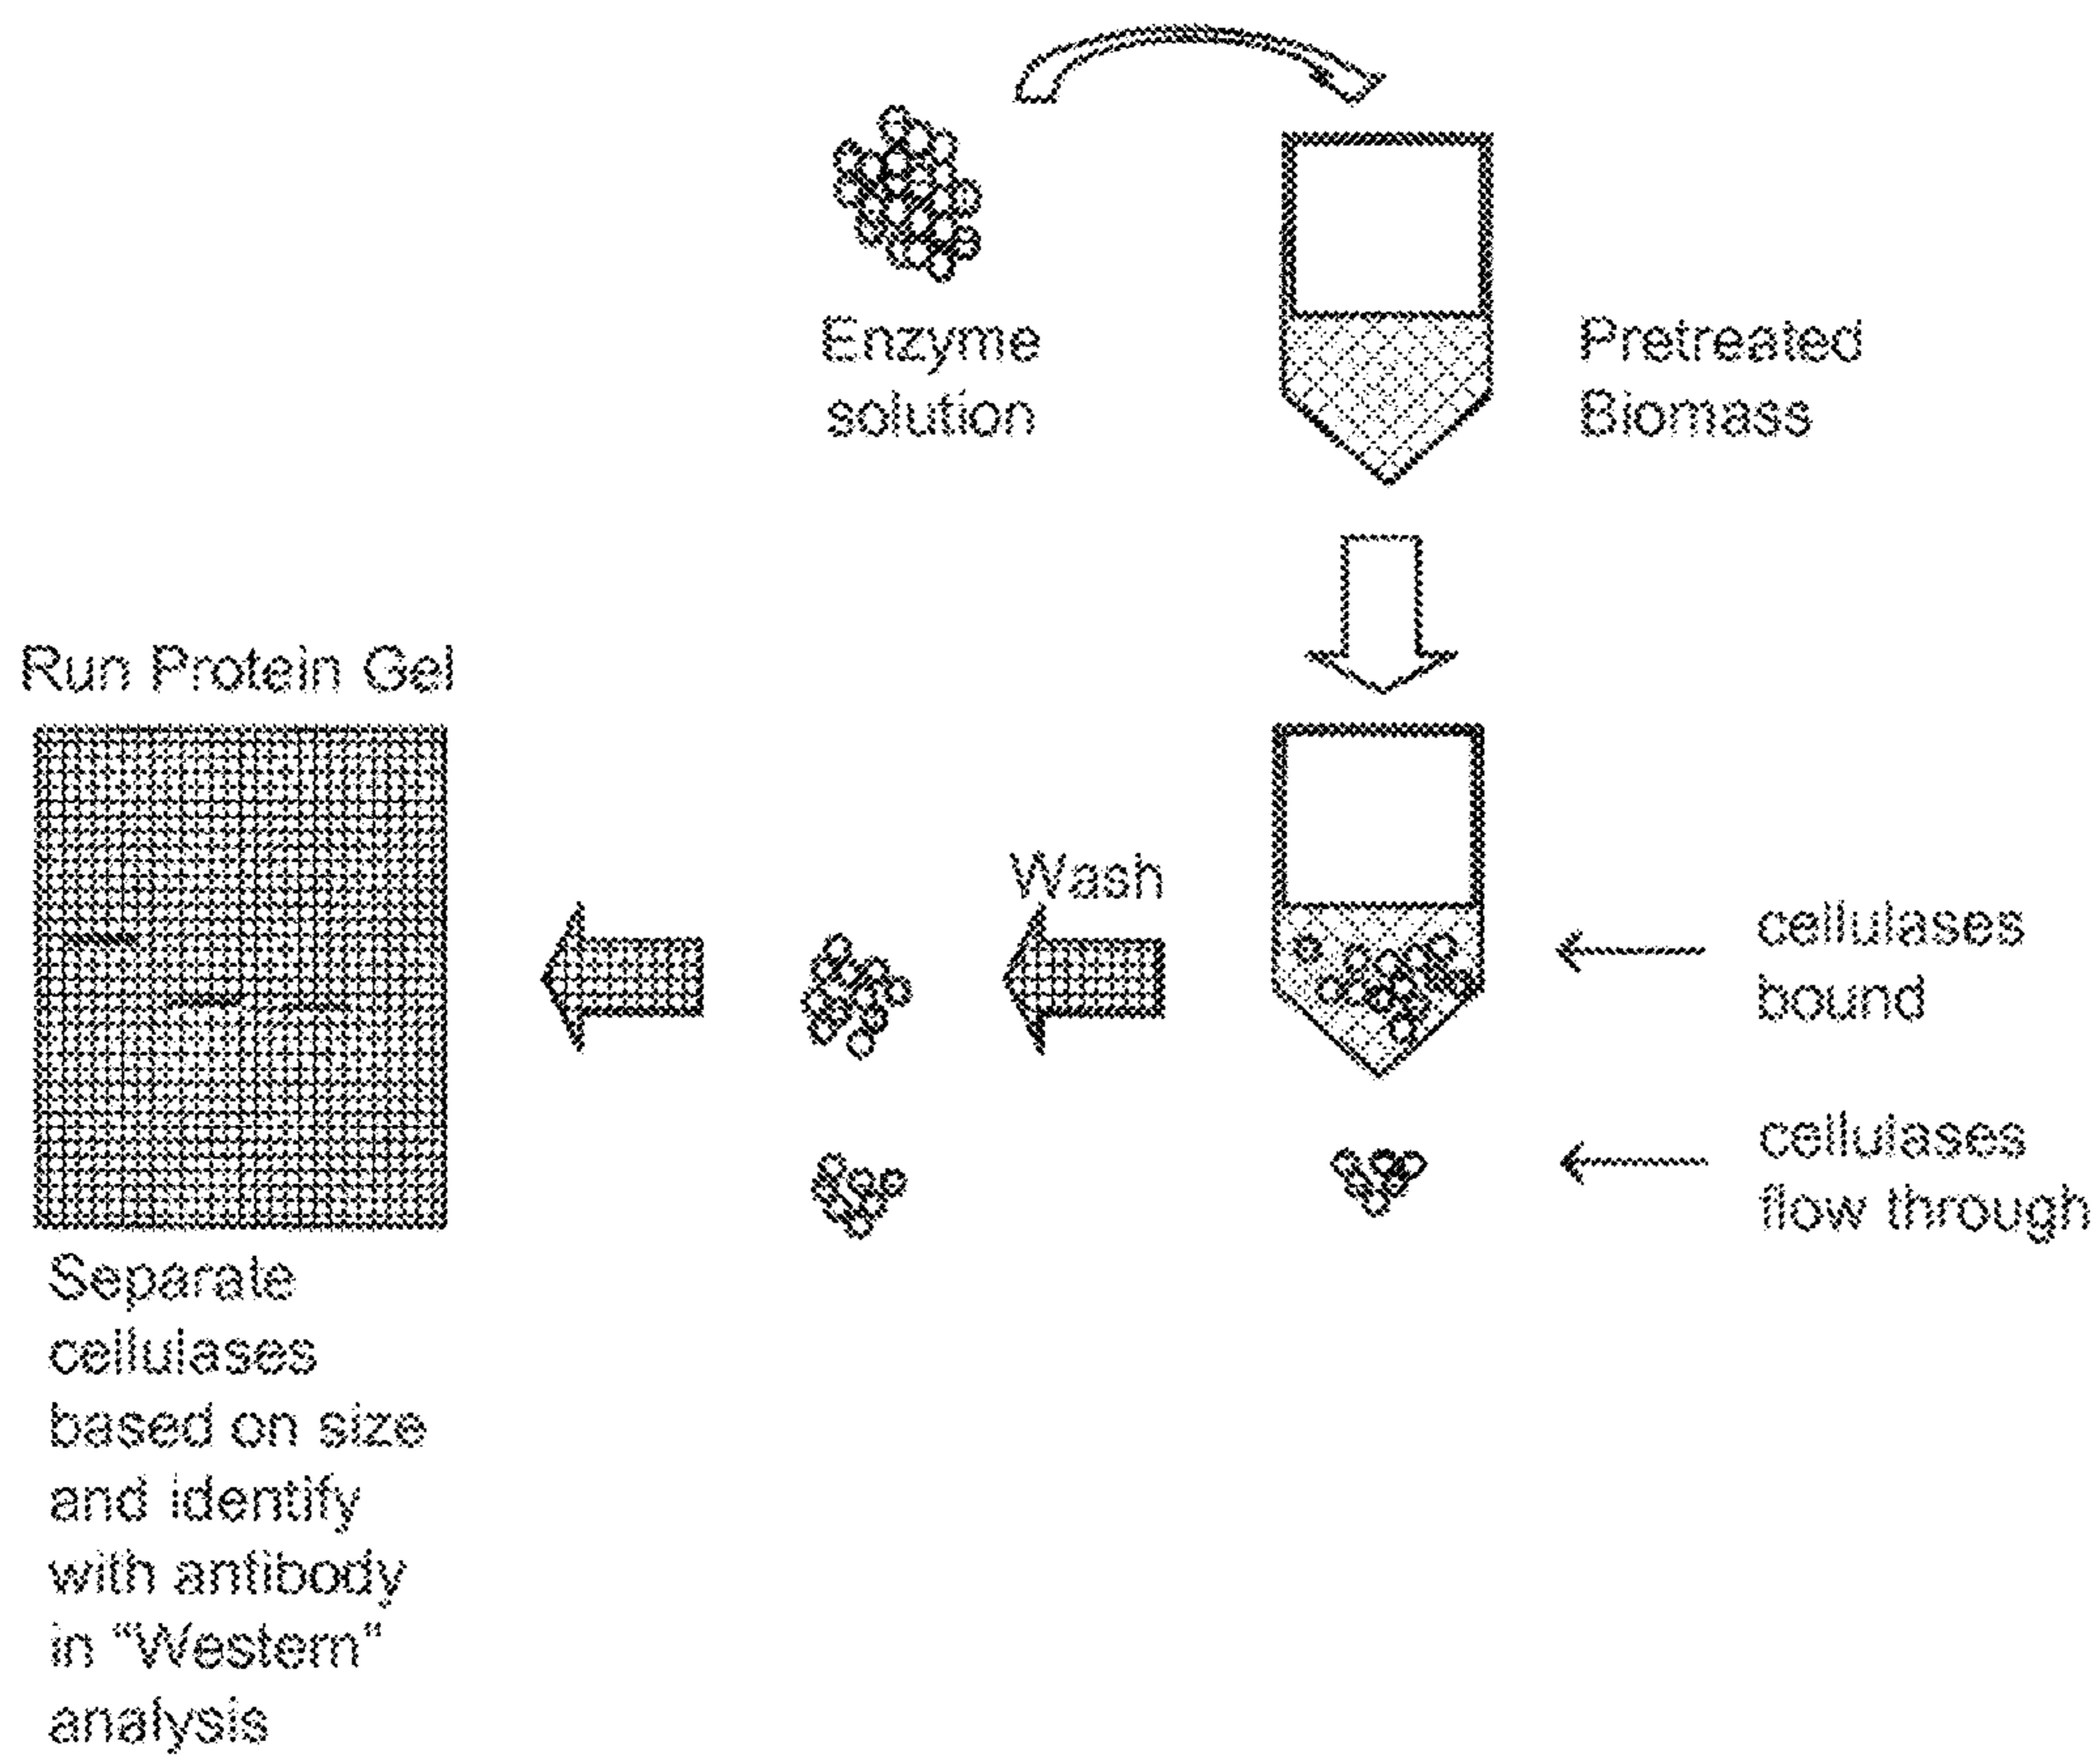 Enzyme
solution
Pretreated
Biomass
Run Protein Gel
Wash
cellulases
bound
cellulases
flow through
Separate
cellulases
based on size
and identify
with antibody
in “Western“
analysis